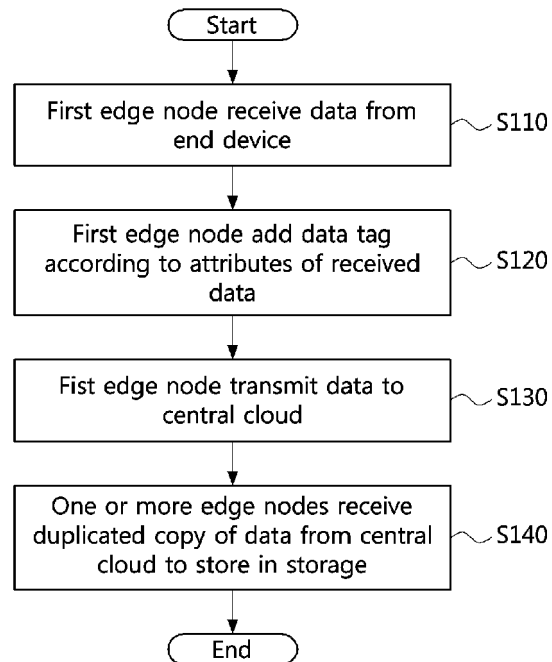 Start
First edge node receive data from
end device
S110
First edge node add data tag
according to attributes of received
data
S120
Fist edge node transmit data to
central cloud
S130
One or more edge nodes receive
duplicated copy of data from central
cloud to store in storage
S140
End